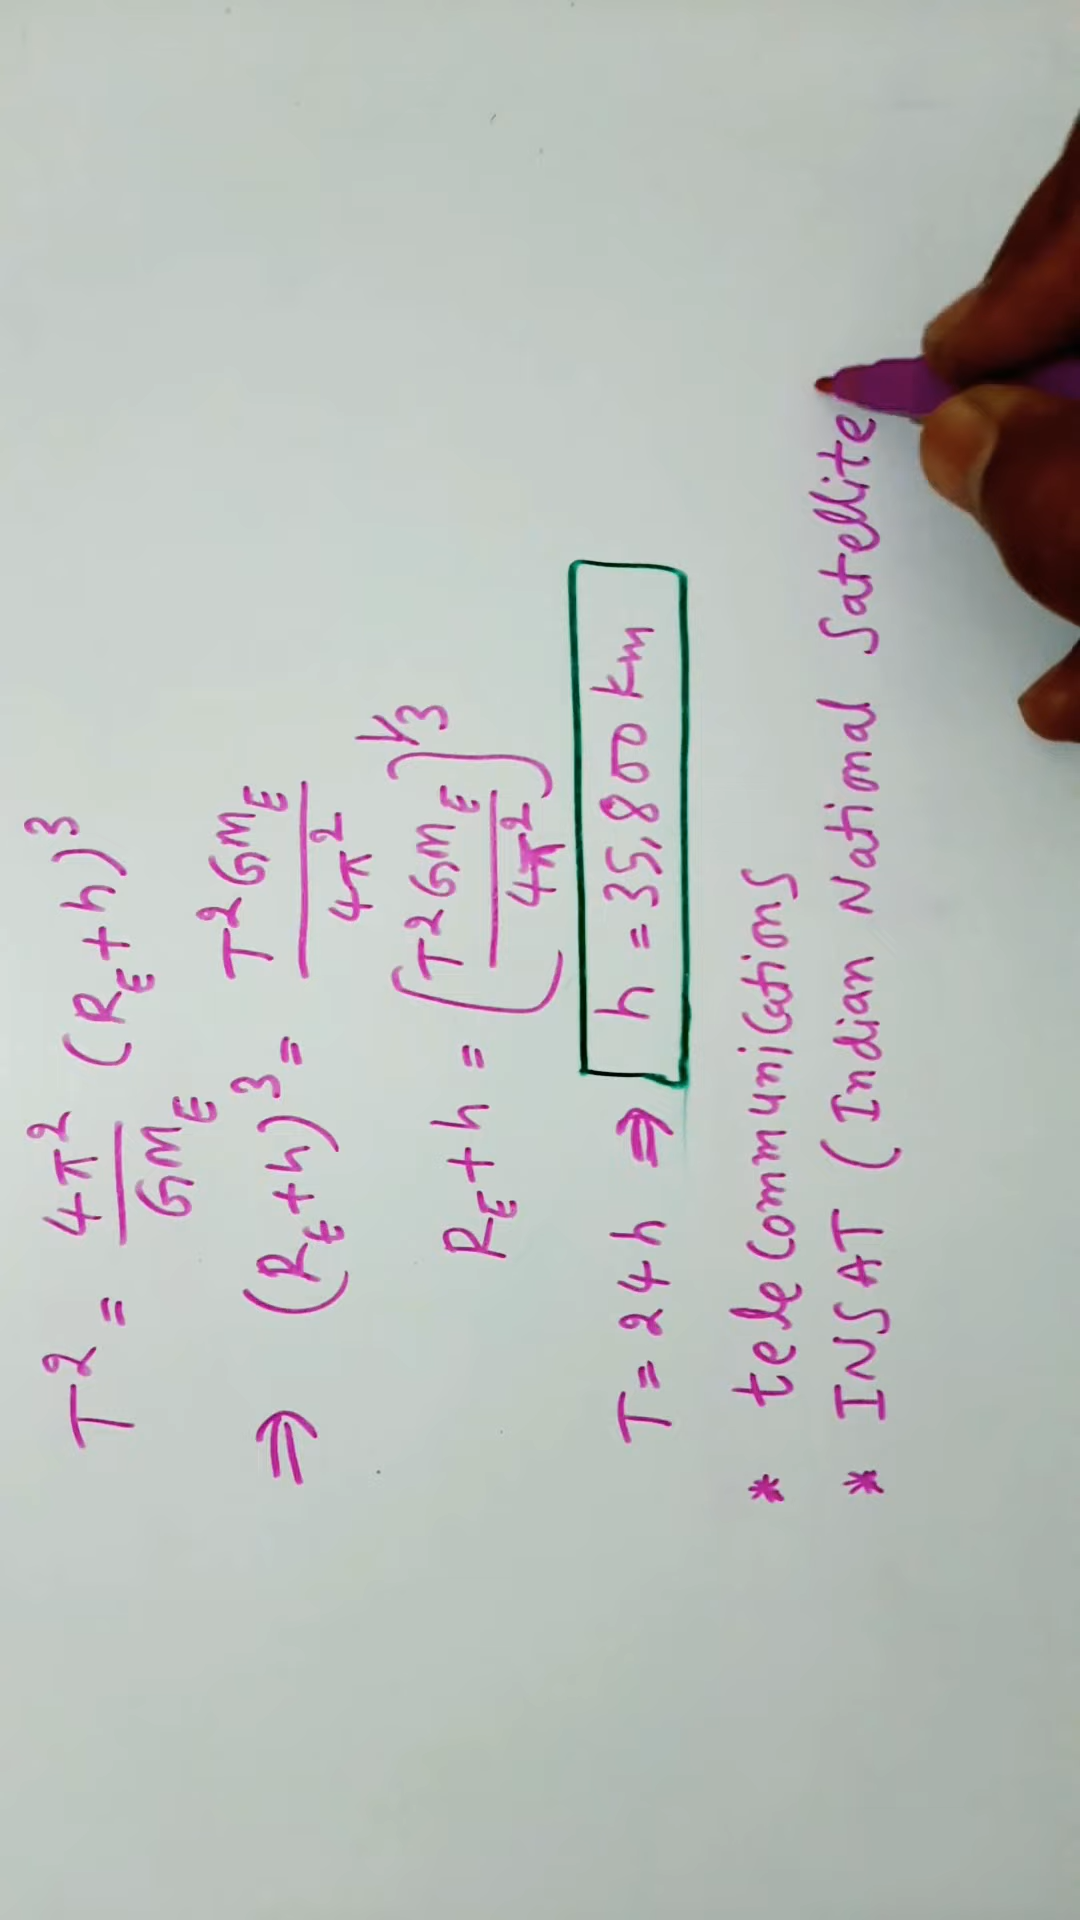 T² = 4π²/GM_E (R_E+h)³
⇒ (R_E+h)³ = T²GM_E/4π²
R_E+h = (T²GM_E/4π²)^1/3
T = 24h ⇒ h = 35,800 km
* telecommunications
* INSAT (Indian National Satellite